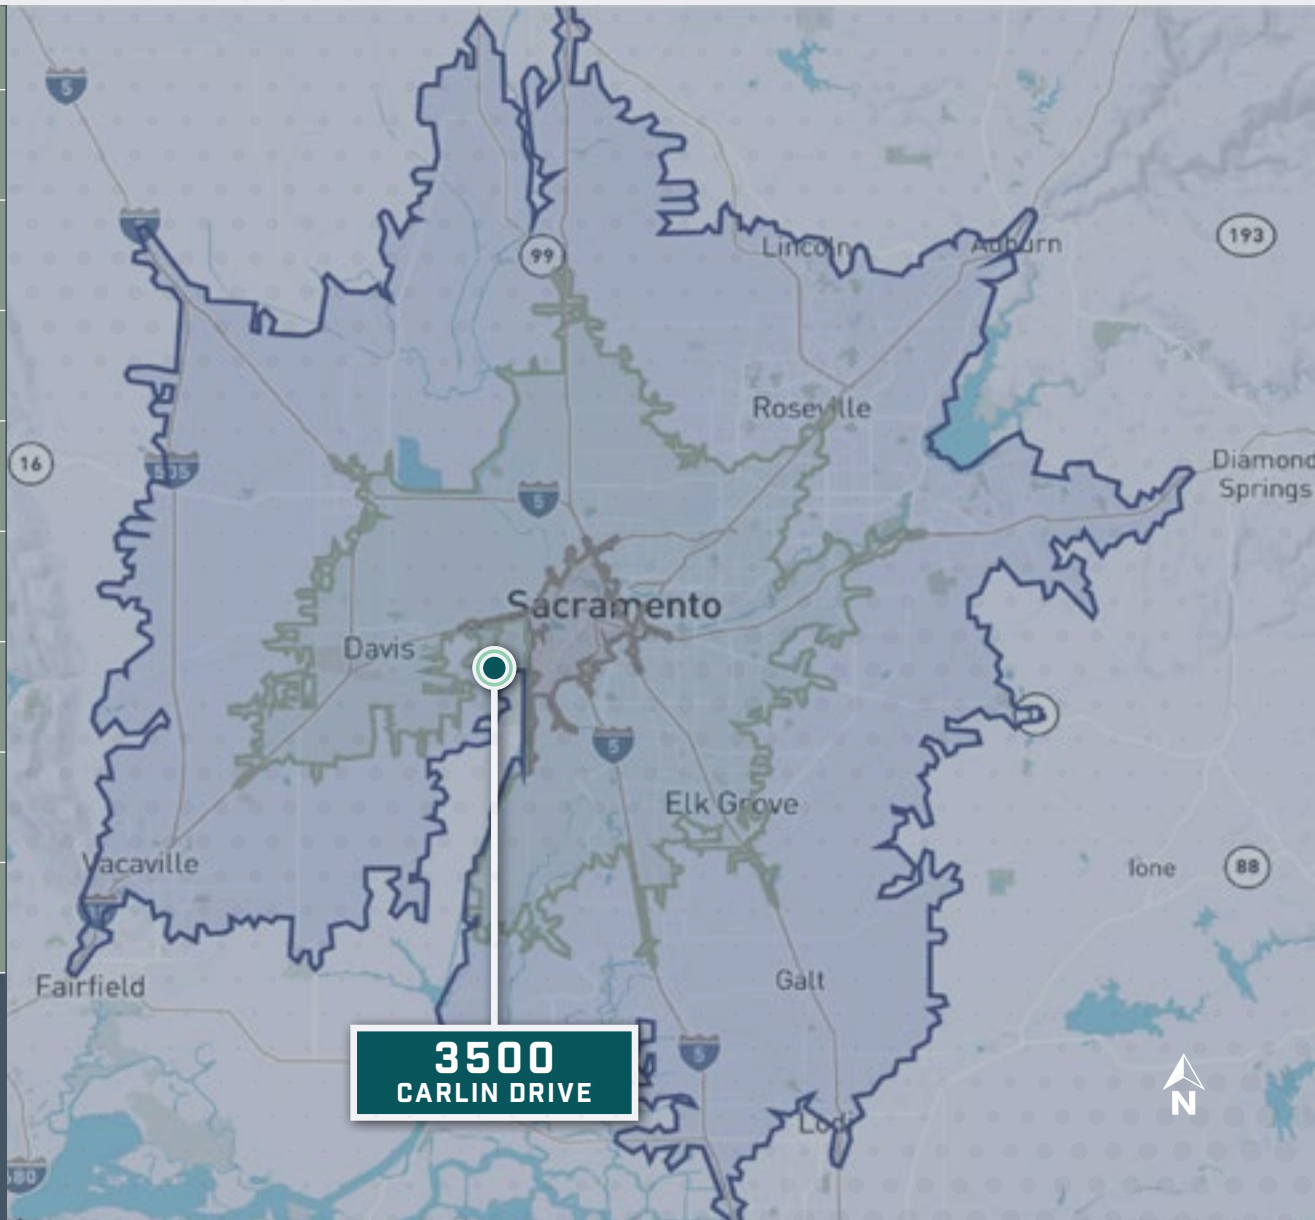 5
99
Lincoln
Auburn
193
Roseville
16
505
5
Diamond
Springs
Sacramento
Davis
5
Elk Grove
Vacaville
Ione
88
Fairfield
Galt
3500
CARLIN DRIVE
5
N
Lodi
80